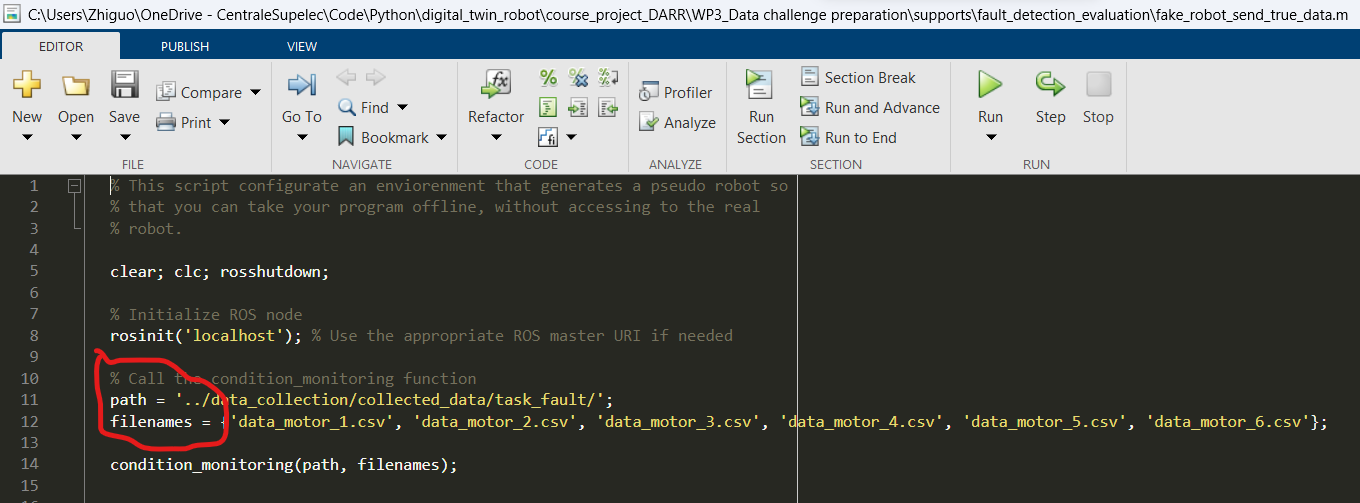 C:\Users\Zhiguo\OneDrive - CentraleSupelec\Code\Python\digital_twin_robot\course_project_DARR\WP3_Data challenge preparation\supports\fault_detection_evaluation\fake_robot_send_true_data.m
EDITOR PUBLISH VIEW
New Open Save Compare Print
FILE
Go To Find Bookmark
NAVIGATE
Refactor
CODE
Profiler
Analyze
ANALYZE
Run Section
Section Break
Run and Advance
Run to End
SECTION
Run Step Stop
RUN
1 % This script configurate an enviorenment that generates a pseudo robot so
2 % that you can take your program offline, without accessing to the real
3 % robot.
4
5 clear; clc; rosshutdown;
6
7 % Initialize ROS node
8 rosinit('localhost'); % Use the appropriate ROS master URI if needed
9
10 % Call the condition_monitoring function
11 path = '../data_collection/collected_data/task_fault/';
12 filenames = {'data_motor_1.csv', 'data_motor_2.csv', 'data_motor_3.csv', 'data_motor_4.csv', 'data_motor_5.csv', 'data_motor_6.csv'};
13
14 condition_monitoring(path, filenames);
15